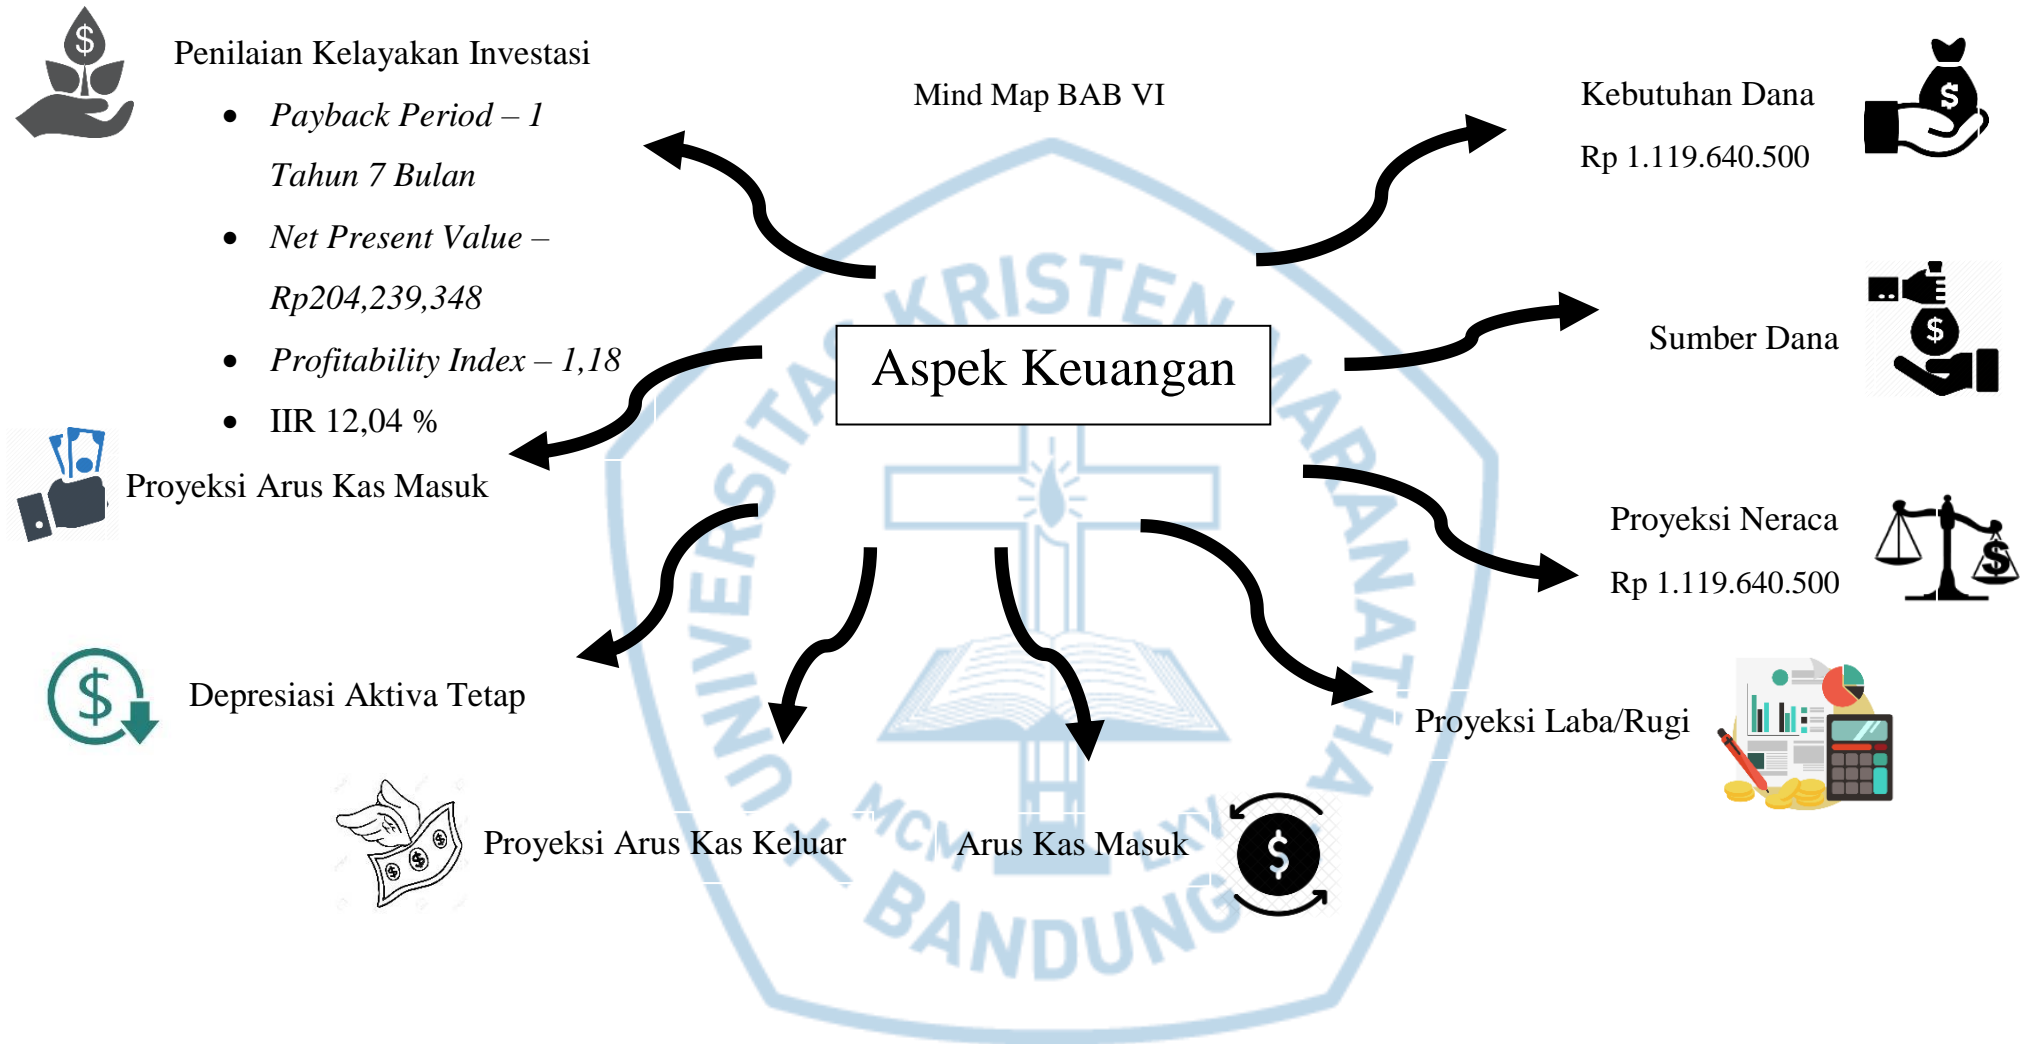 Mind Map BAB VI
Penilaian Kelayakan Investasi
• Payback Period – 1
Tahun 7 Bulan
• Net Present Value –
Rp204,239,348
• Profitability Index – 1,18
• IIR 12,04 %
Proyeksi Arus Kas Masuk
Depresiasi Aktiva Tetap
Proyeksi Arus Kas Keluar
Arus Kas Masuk
Aspek Keuangan
Kebutuhan Dana
Rp 1.119.640.500
Sumber Dana
Proyeksi Neraca
Rp 1.119.640.500
Proyeksi Laba/Rugi
UNIVERSITAS KRISTEN MARANATHA
MCM LXV
BANDUNG